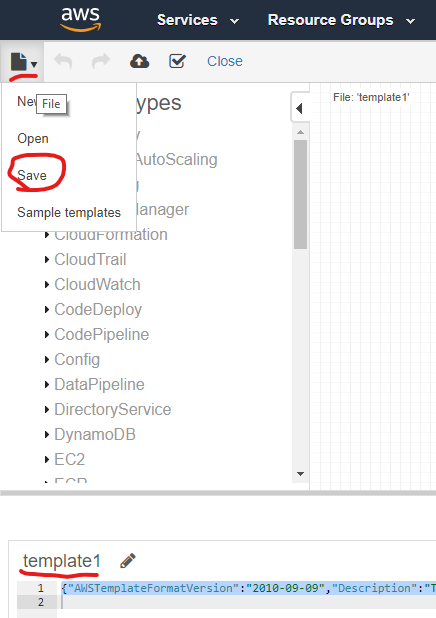 aws Services Resource Groups
Close
File: 'template1'
New File ypes
Open
AutoScaling
Save
Manager
Sample templates
CloudFormation
CloudTrail
CloudWatch
CodeDeploy
CodePipeline
Config
DataPipeline
DirectoryService
DynamoDB
EC2
ECR
template1
1 {"AWSTemplateFormatVersion":"2010-09-09","Description":"T
2